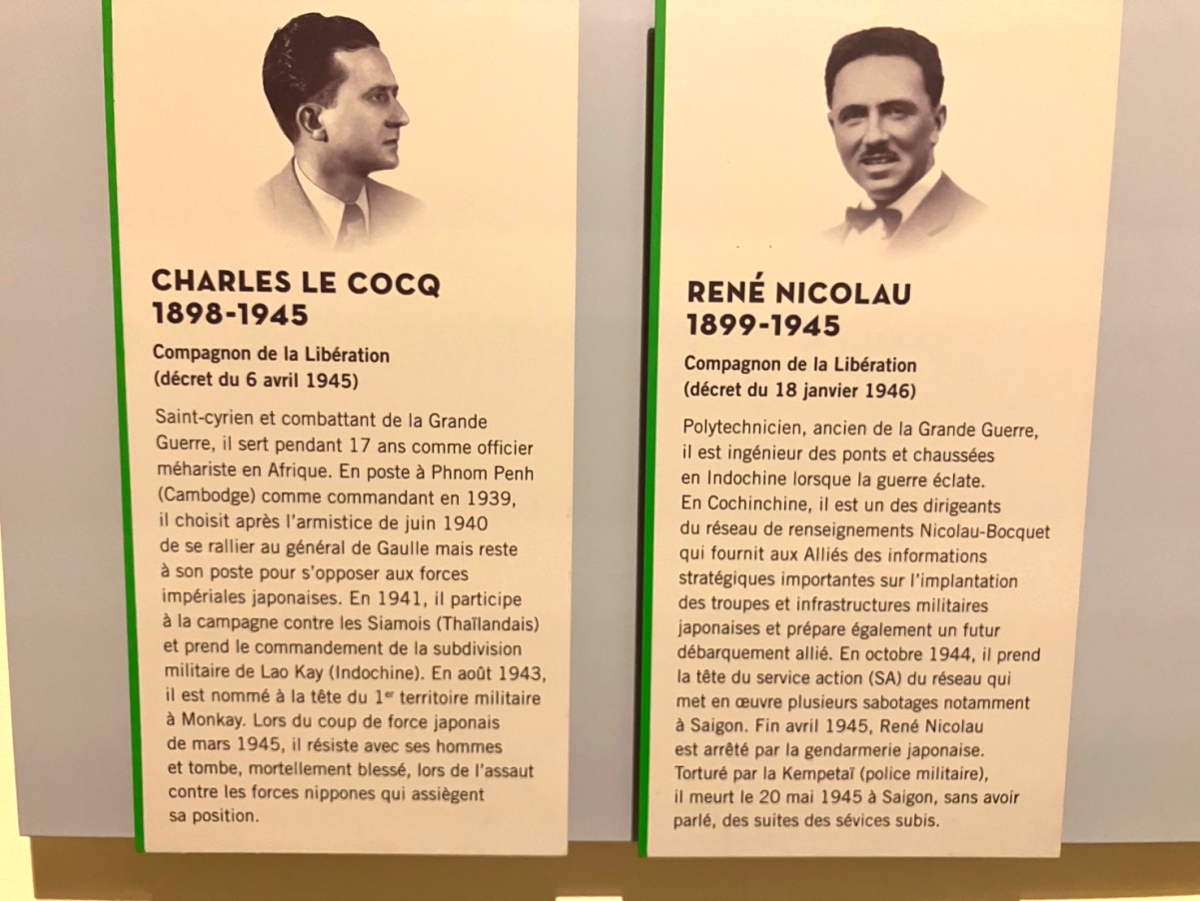 CHARLES LE COCQ
1898-1945
Compagnon de la Libération
(décret du 6 avril 1945)
Saint-cyrien et combattant de la Grande
Guerre, il sert pendant 17 ans comme officier
méhariste en Afrique. En poste à Phnom Penh
(Cambodge) comme commandant en 1939,
il choisit après l'armistice de juin 1940
de se rallier au général de Gaulle mais reste
à son poste pour s'opposer aux forces
impériales japonaises. En 1941, il participe
à la campagne contre les Siamois (Thaïlandais)
et prend le commandement de la subdivision
militaire de Lao Kay (Indochine). En août 1943,
il est nommé à la tête du 1er territoire militaire
à Monkay. Lors du coup de force japonais
de mars 1945, il résiste avec ses hommes
et tombe, mortellement blessé, lors de l'assaut
contre les forces nippones qui assiègent
sa position.
RENÉ NICOLAU
1899-1945
Compagnon de la Libération
(décret du 18 janvier 1946)
Polytechnicien, ancien de la Grande Guerre,
il est ingénieur des ponts et chaussées
en Indochine lorsque la guerre éclate.
En Cochinchine, il est un des dirigeants
du réseau de renseignements Nicolau-Bocquet
qui fournit aux Alliés des informations
stratégiques importantes sur l'implantation
des troupes et infrastructures militaires
japonaises et prépare également un futur
débarquement allié. En octobre 1944, il prend
la tête du service action (SA) du réseau qui
met en œuvre plusieurs sabotages notamment
à Saigon. Fin avril 1945, René Nicolau
est arrêté par la gendarmerie japonaise.
Torturé par la Kempetaï (police militaire),
il meurt le 20 mai 1945 à Saigon, sans avoir
parlé, des suites des sévices subis.